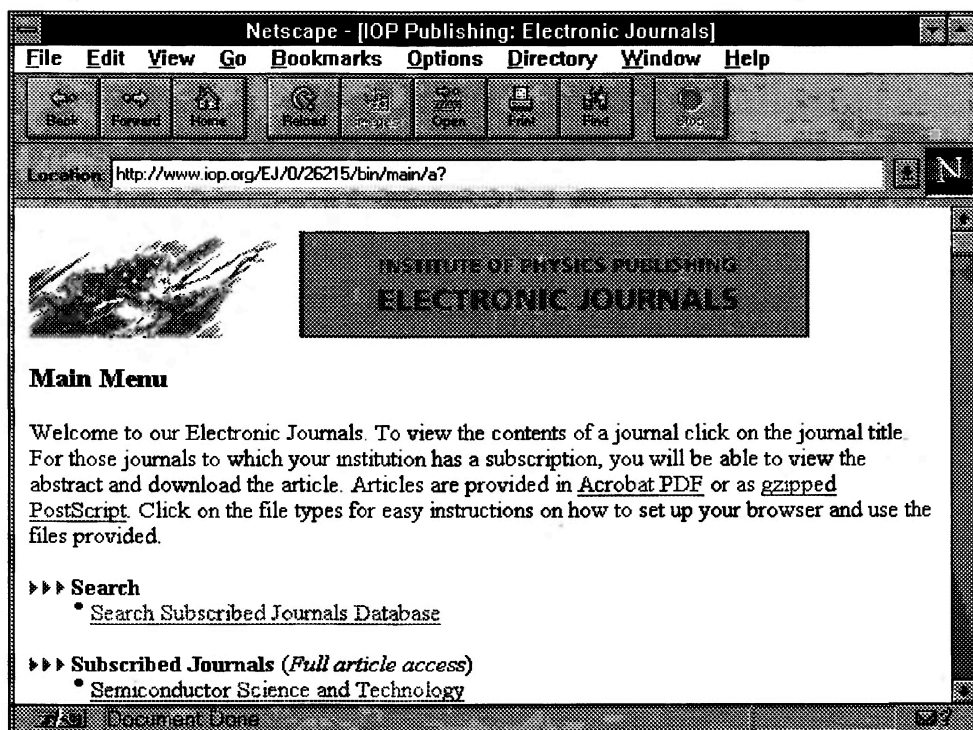 Netscape - [IOP Publishing: Electronic Journals]
File Edit View Go Bookmarks Options Directory Window Help
Back Forward Home Reload Images Open Print Find Stop
Location: http://www.iop.org/EJ/0/26215/bin/main/a?
N
INSTITUTE OF PHYSICS PUBLISHING
ELECTRONIC JOURNALS
Main Menu
Welcome to our Electronic Journals. To view the contents of a journal click on the journal title.
For those journals to which your institution has a subscription, you will be able to view the
abstract and download the article. Articles are provided in Acrobat PDF or as gzipped
PostScript. Click on the file types for easy instructions on how to set up your browser and use the
files provided.
Search
• Search Subscribed Journals Database
Subscribed Journals (Full article access)
• Semiconductor Science and Technology
Document Done